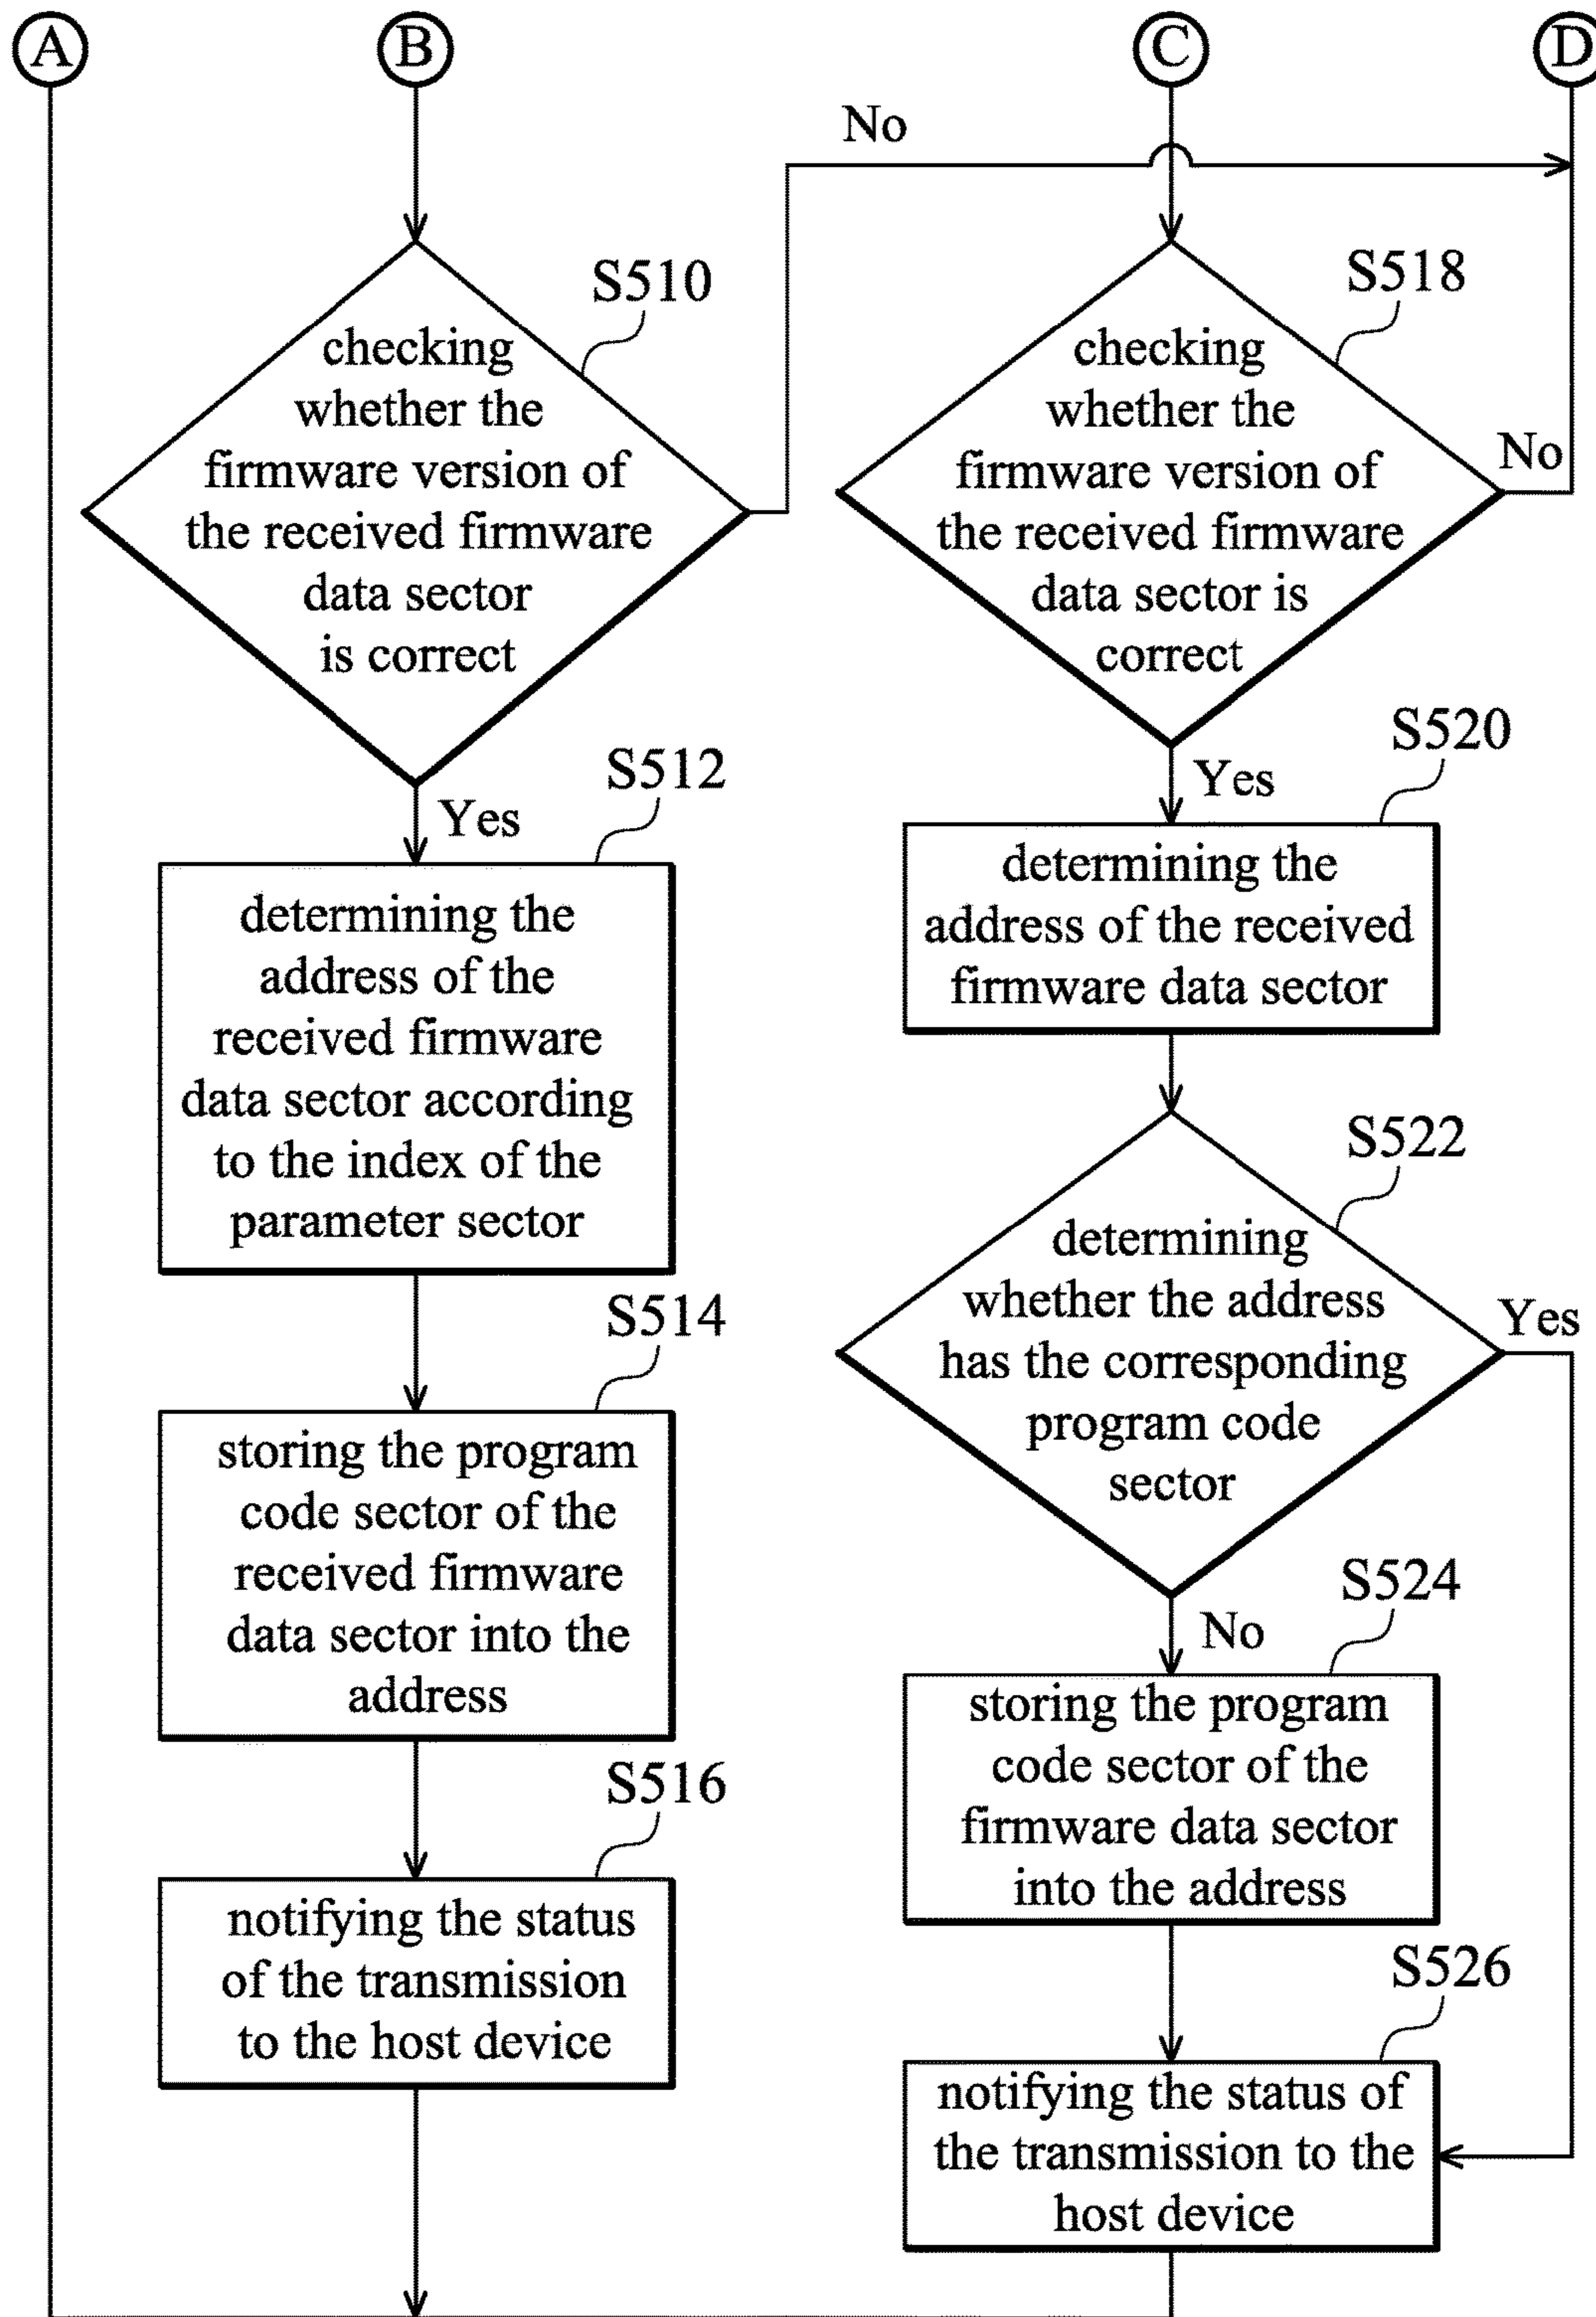 A
B
C
D
No
S510
checking
whether the
firmware version of
the received firmware
data sector
is correct
Yes
S512
determining the
address of the
received firmware
data sector according
to the index of the
parameter sector
S514
storing the program
code sector of the
received firmware
data sector into the
address
S516
notifying the status
of the transmission
to the host device
S518
checking
whether the
firmware version of
the received firmware
data sector is
correct
No
Yes
S520
determining the
address of the received
firmware data sector
S522
determining
whether the address
has the corresponding
program code
sector
Yes
No
S524
storing the program
code sector of the
firmware data sector
into the address
S526
notifying the status of
the transmission to the
host device